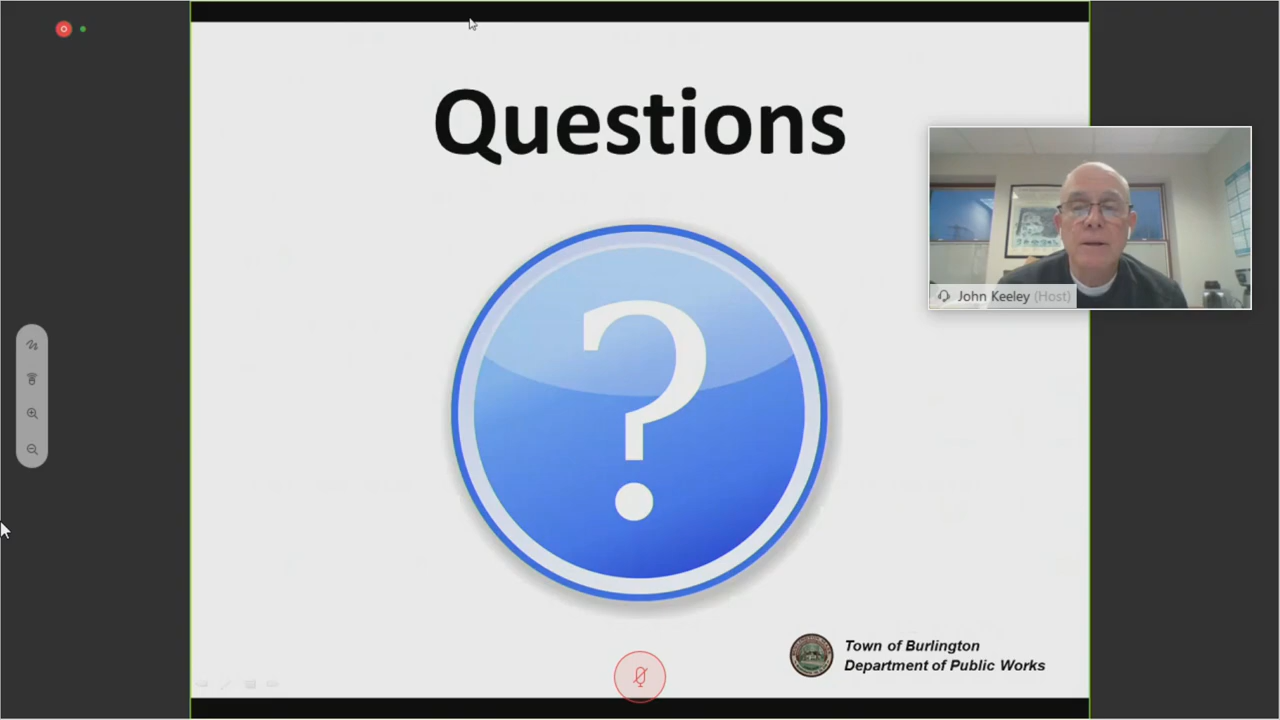 Questions
?
John Keeley (Host)
Town of Burlington
Department of Public Works